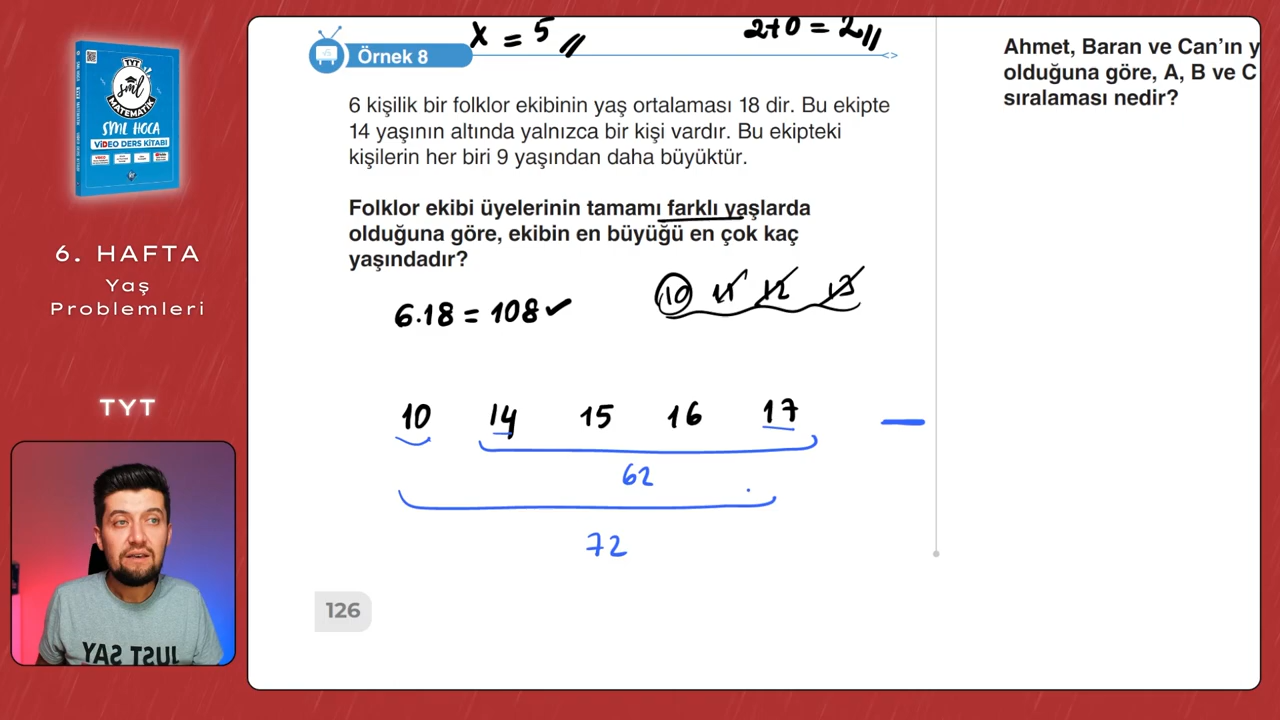 TYT
sml
MATEMATİK
SML HOCA
VİDEO DERS KİTABI
6. HAFTA
Yaş
Problemleri
TYT
YAS TSUL
x = 5 //
2+0 = 2 //
Örnek 8
<>
6 kişilik bir folklor ekibinin yaş ortalaması 18 dir. Bu ekipte
14 yaşının altında yalnızca bir kişi vardır. Bu ekipteki
kişilerin her biri 9 yaşından daha büyüktür.
Folklor ekibi üyelerinin tamamı farklı yaşlarda
olduğuna göre, ekibin en büyüğü en çok kaç
yaşındadır?
10 11 12 13
6.18 = 108 ✓
10 14 15 16 17 —
62
72
126
Ahmet, Baran ve Can'ın y
olduğuna göre, A, B ve C
sıralaması nedir?